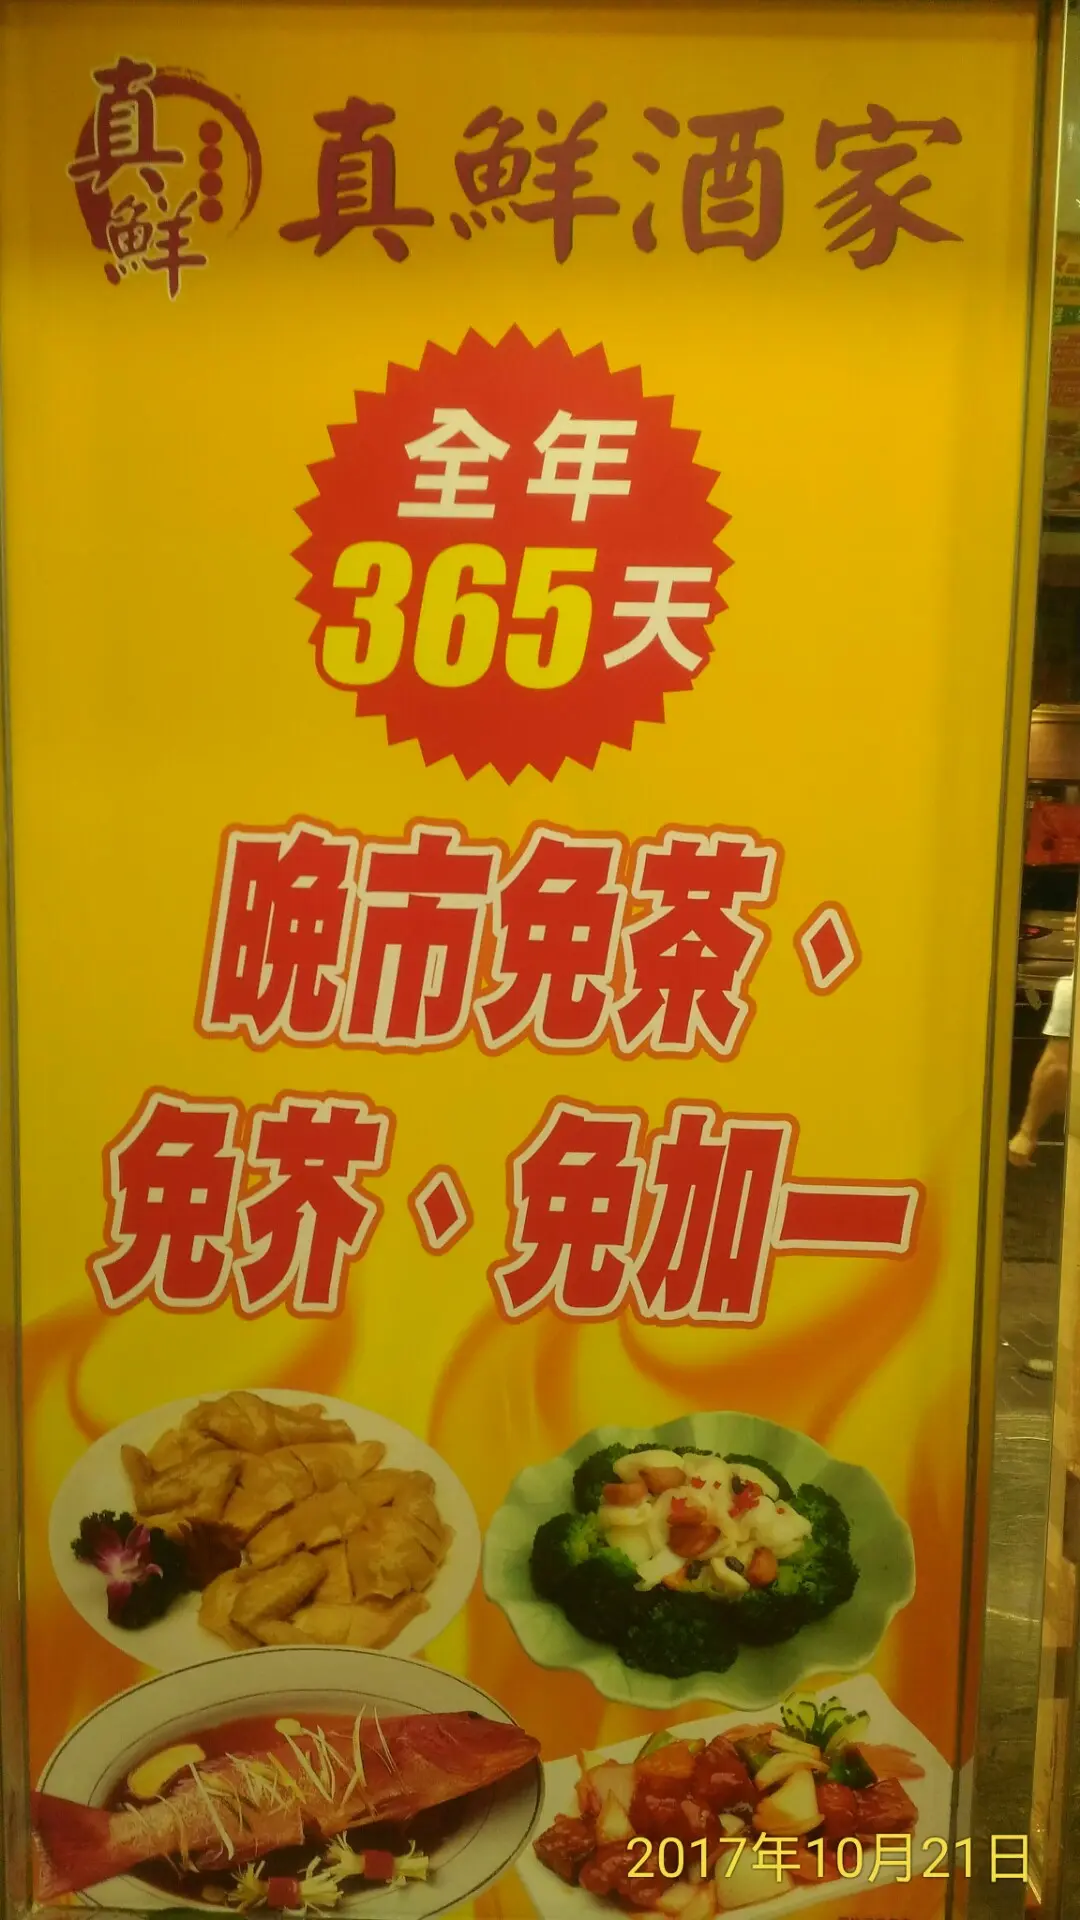 真鮮
真鮮酒家
全年
365天
晚市免茶、
免芥、免加一
2017年10月21日